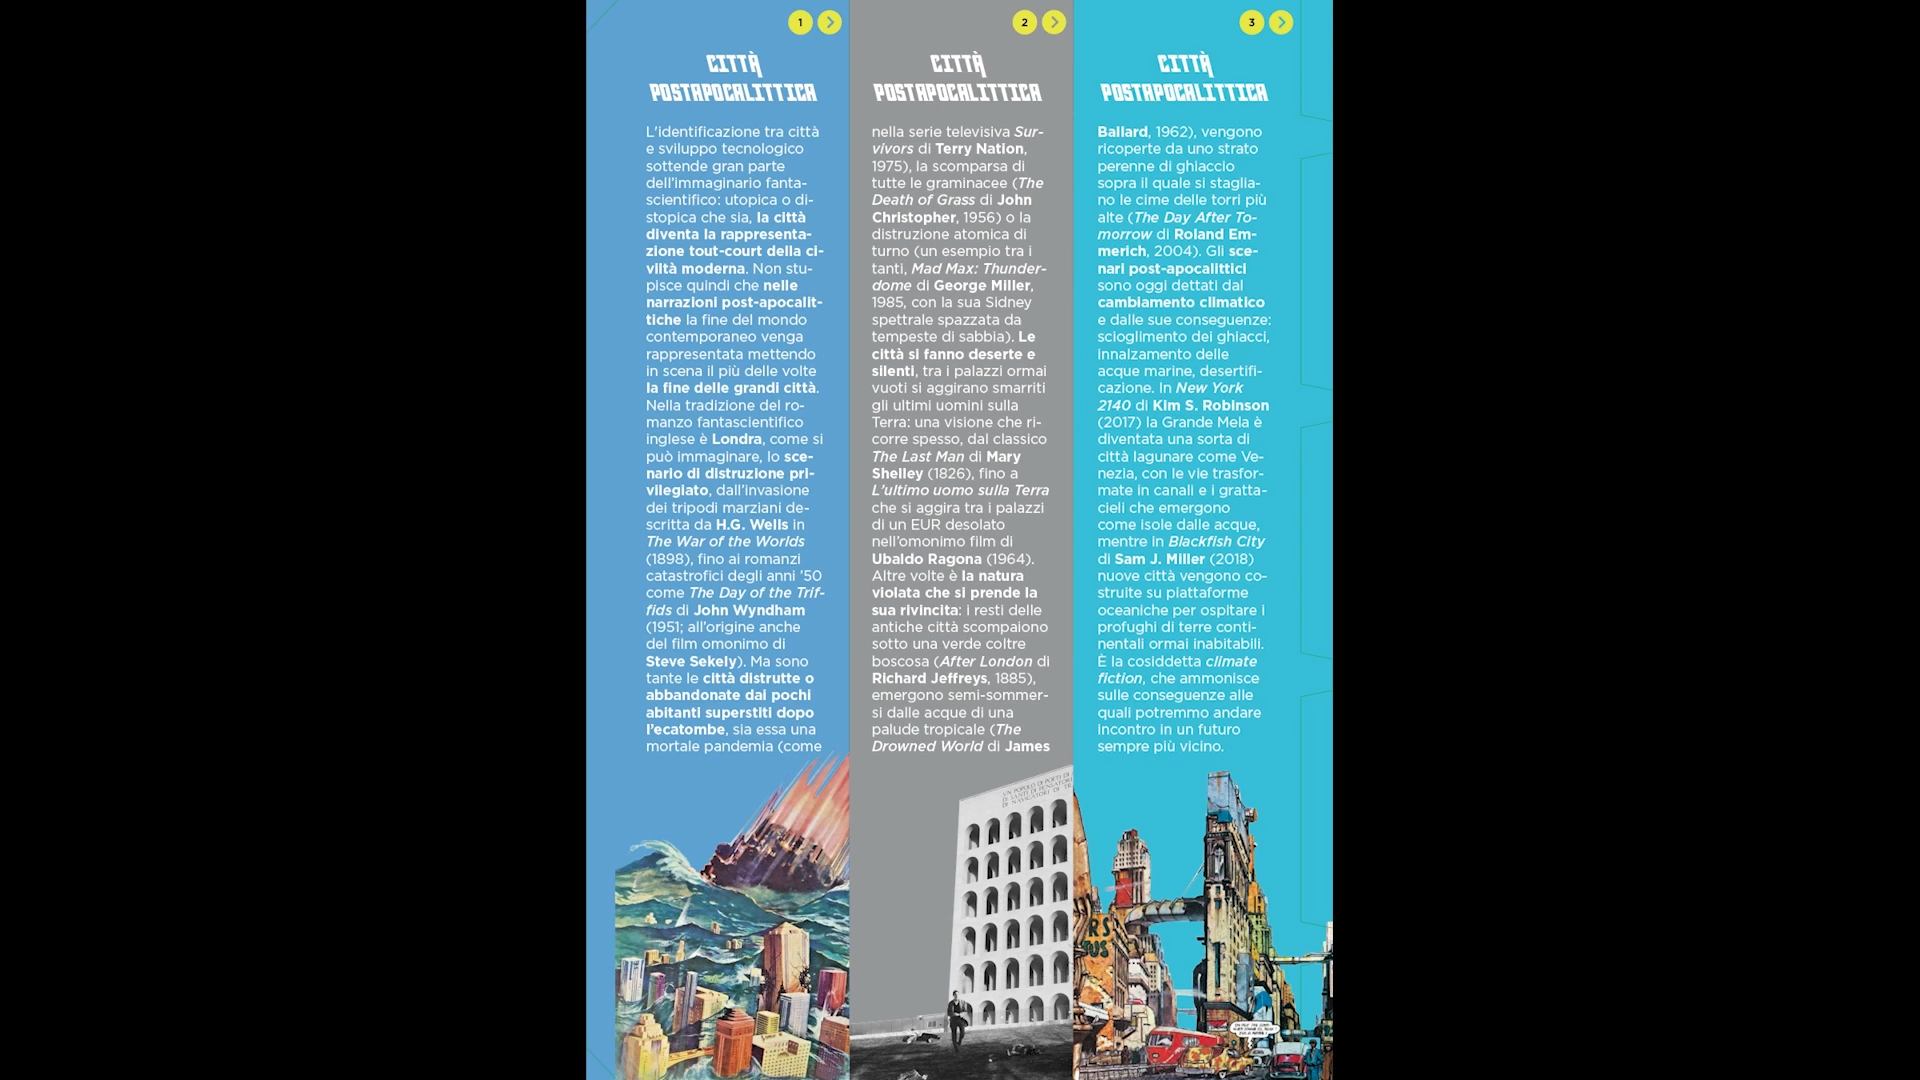 1
CITTÀ
POSTAPOCALITTICA
L'identificazione tra città
e sviluppo tecnologico
sottende gran parte
dell'immaginario fanta-
scientifico: utopica o di-
stopica che sia, la città
diventa la rappresenta-
zione tout-court della ci-
viltà moderna. Non stu-
pisce quindi che nelle
narrazioni post-apocalit-
tiche la fine del mondo
contemporaneo venga
rappresentata mettendo
in scena il più delle volte
la fine delle grandi città.
Nella tradizione del ro-
manzo fantascientifico
inglese è Londra, come si
può immaginare, lo sce-
nario di distruzione pri-
vilegiato, dall'invasione
dei tripodi marziani de-
scritta da H.G. Wells in
The War of the Worlds
(1898), fino ai romanzi
catastrofici degli anni '50
come The Day of the Trif-
fids di John Wyndham
(1951; all'origine anche
del film omonimo di
Steve Sekely). Ma sono
tante le città distrutte o
abbandonate dai pochi
abitanti superstiti dopo
l'ecatombe, sia essa una
mortale pandemia (come
2
CITTÀ
POSTAPOCALITTICA
nella serie televisiva Sur-
vivors di Terry Nation,
1975), la scomparsa di
tutte le graminacee (The
Death of Grass di John
Christopher, 1956) o la
distruzione atomica di
turno (un esempio tra i
tanti, Mad Max: Thunder-
dome di George Miller,
1985, con la sua Sidney
spettrale spazzata da
tempeste di sabbia). Le
città si fanno deserte e
silenti, tra i palazzi ormai
vuoti si aggirano smarriti
gli ultimi uomini sulla
Terra: una visione che ri-
corre spesso, dal classico
The Last Man di Mary
Shelley (1826), fino a
L'ultimo uomo sulla Terra
che si aggira tra i palazzi
di un EUR desolato
nell'omonimo film di
Ubaldo Ragona (1964).
Altre volte è la natura
violata che si prende la
sua rivincita: i resti delle
antiche città scompaiono
sotto una verde coltre
boscosa (After London di
Richard Jeffreys, 1885),
emergono semi-sommer-
si dalle acque di una
palude tropicale (The
Drowned World di James
UN POPOLO DI POETI DI
DI SANTI DI PENSATORI
DI NAVIGATORI DI
3
CITTÀ
POSTAPOCALITTICA
Ballard, 1962), vengono
ricoperte da uno strato
perenne di ghiaccio
sopra il quale si staglia-
no le cime delle torri più
alte (The Day After To-
morrow di Roland Em-
merich, 2004). Gli sce-
nari post-apocalittici
sono oggi dettati dal
cambiamento climatico
e dalle sue conseguenze:
scioglimento dei ghiacci,
innalzamento delle
acque marine, desertifi-
cazione. In New York
2140 di Kim S. Robinson
(2017) la Grande Mela è
diventata una sorta di
città lagunare come Ve-
nezia, con le vie trasfor-
mate in canali e i gratta-
cieli che emergono
come isole dalle acque,
mentre in Blackfish City
di Sam J. Miller (2018)
nuove città vengono co-
struite su piattaforme
oceaniche per ospitare i
profughi di terre conti-
nentali ormai inabitabili.
È la cosiddetta climate
fiction, che ammonisce
sulle conseguenze alle
quali potremmo andare
incontro in un futuro
sempre più vicino.